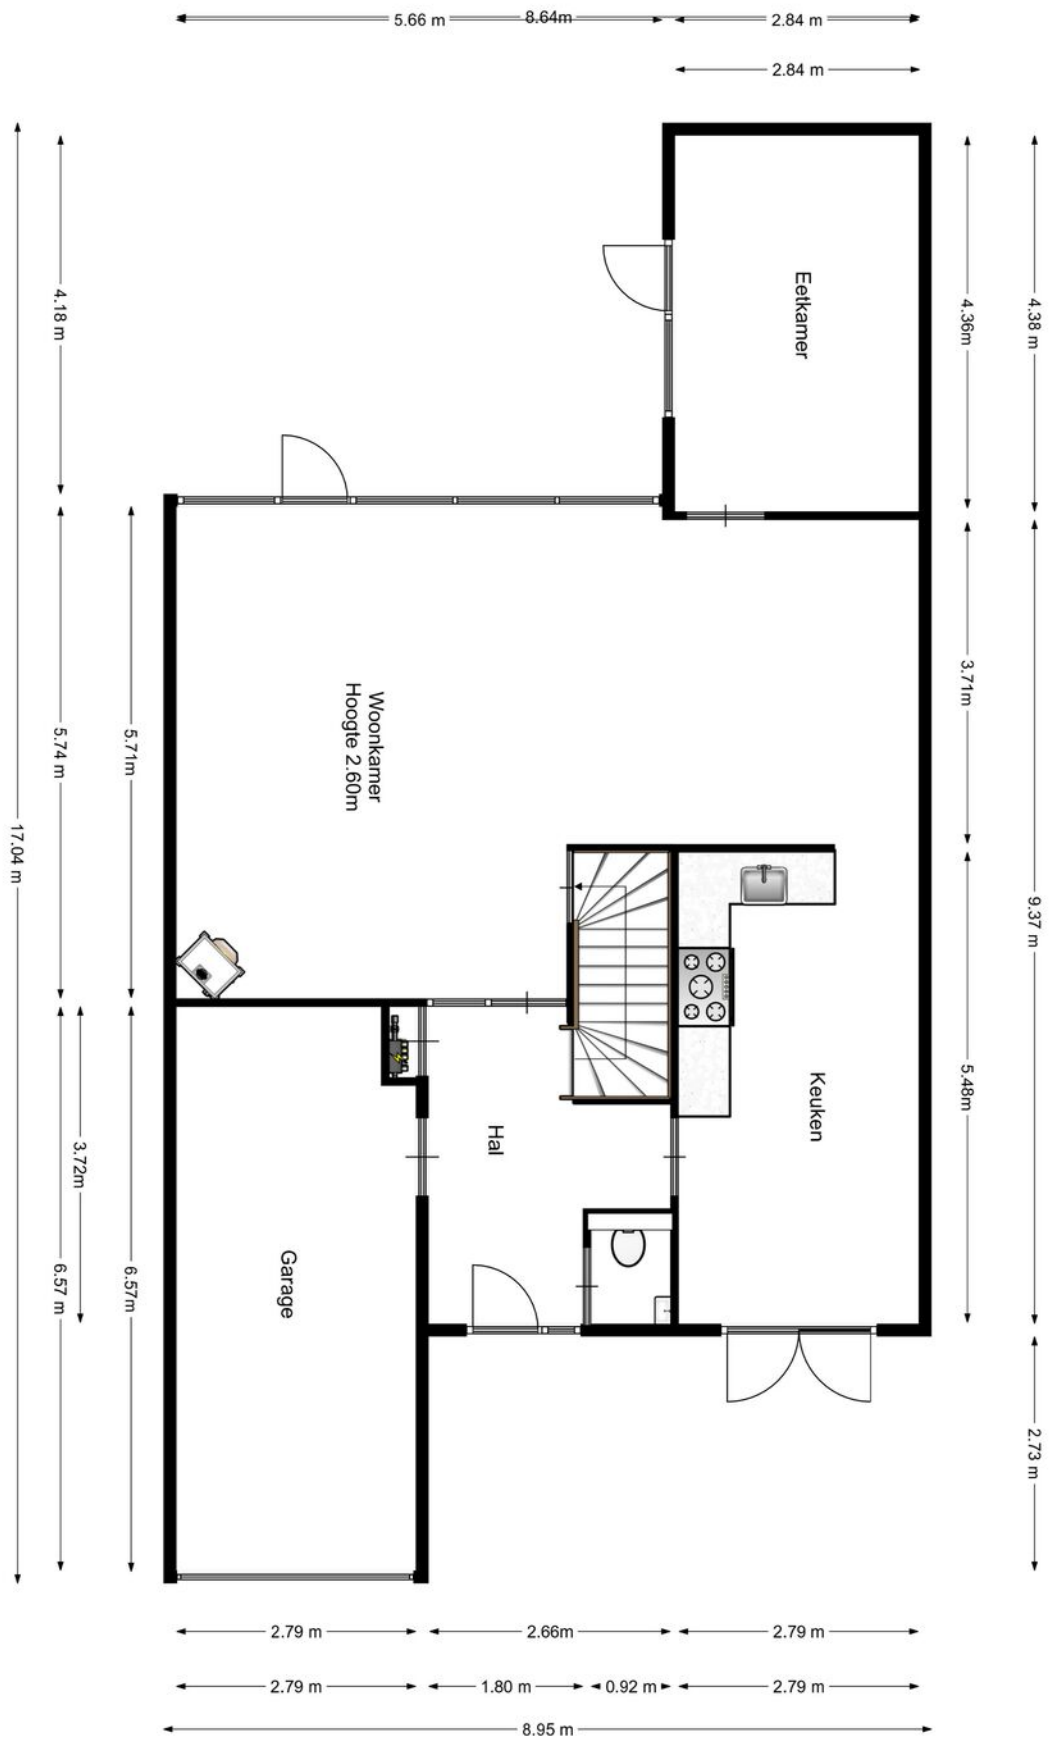 5.66 m
8.64m
2.84 m
2.84 m
4.18 m
4.36m
4.38 m
Eetkamer
3.71m
Woonkamer
Hoogte 2.60m
5.74 m
5.71m
17.04 m
9.37 m
5.48m
Keuken
Hal
3.72m
Garage
6.57 m
6.57m
2.73 m
2.79 m
2.66m
2.79 m
2.79 m
1.80 m
0.92 m
2.79 m
8.95 m